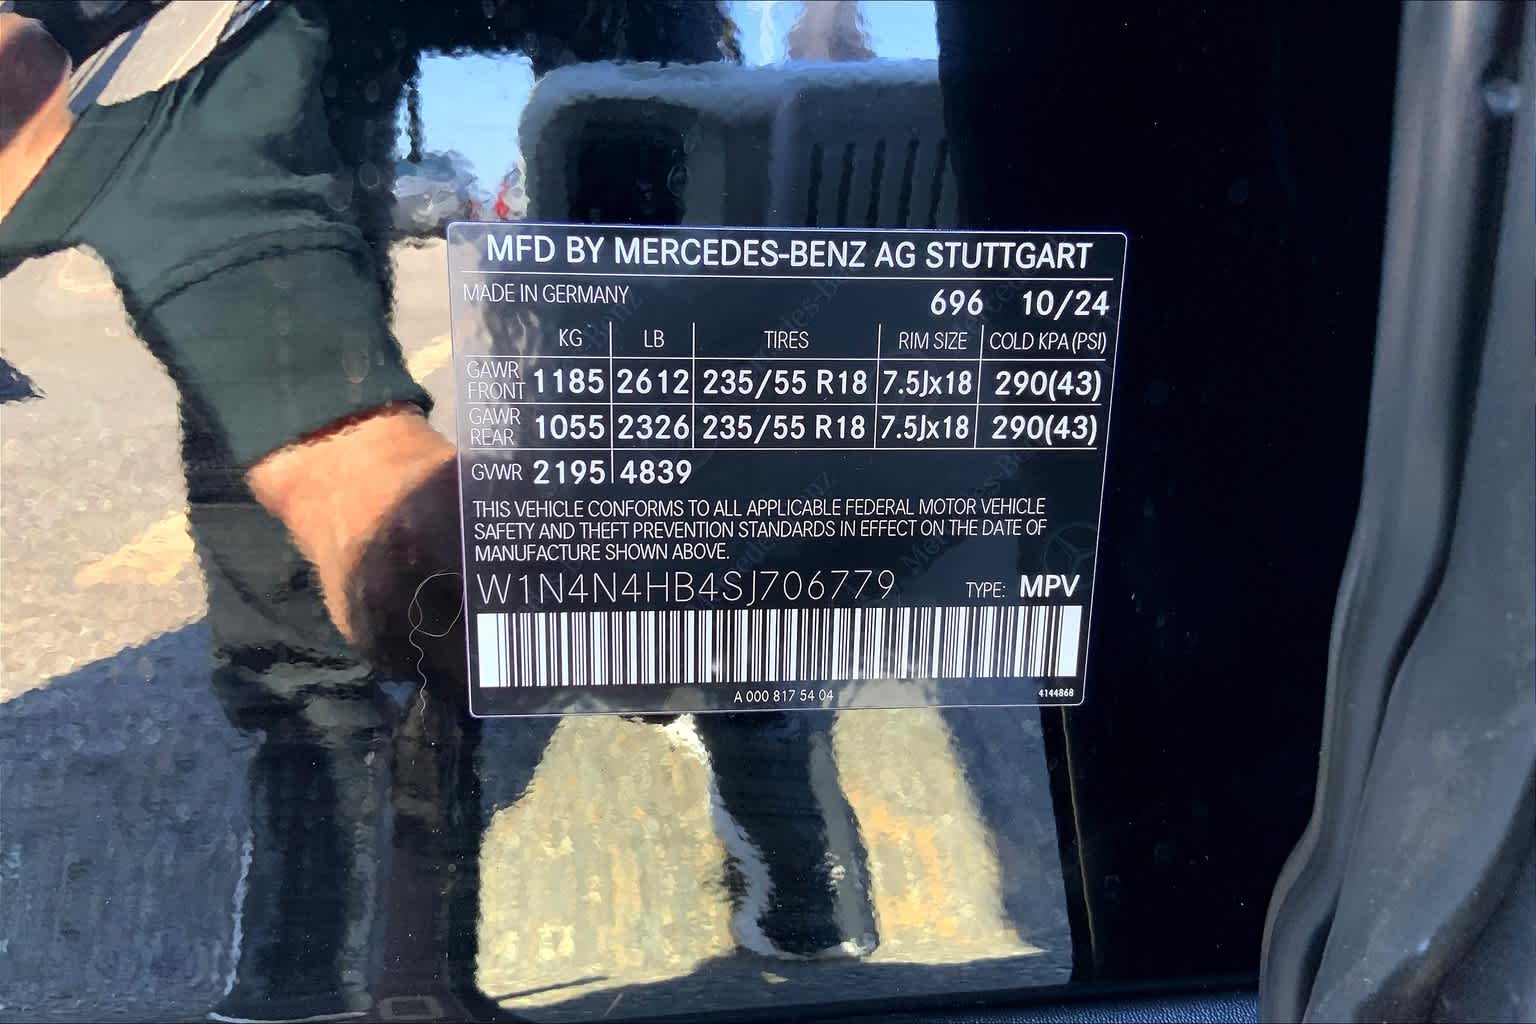 MFD BY MERCEDES-BENZ AG STUTTGART
MADE IN GERMANY
696 10/24
KG LB TIRES RIM SIZE COLD KPA (PSI)
GAWR FRONT 1185 2612 235/55 R18 7.5Jx18 290(43)
GAWR REAR 1055 2326 235/55 R18 7.5Jx18 290(43)
GVWR 2195 4839
THIS VEHICLE CONFORMS TO ALL APPLICABLE FEDERAL MOTOR VEHICLE
SAFETY AND THEFT PREVENTION STANDARDS IN EFFECT ON THE DATE OF
MANUFACTURE SHOWN ABOVE.
W1N4N4HB4SJ706779 TYPE: MPV
A 000 817 54 04 4144868